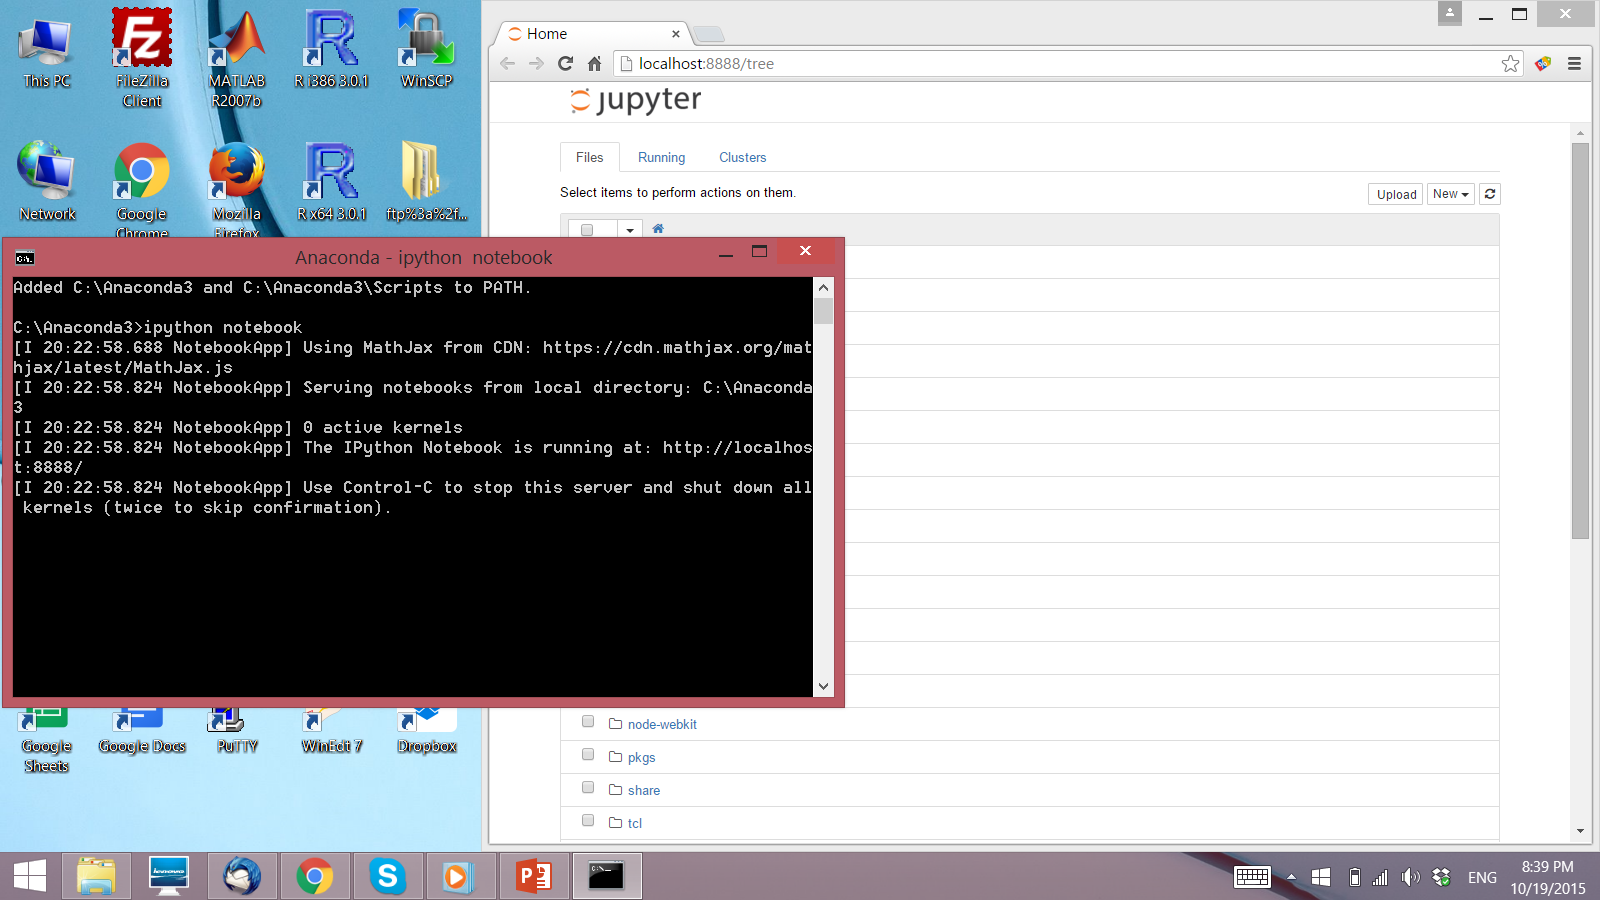 This PC
FileZilla
Client
MATLAB
R2007b
R i386 3.0.1
WinSCP
Network
Google
Chrome
Mozilla
Firefox
R x64 3.0.1
ftp%3a%2f...
Home
localhost:8888/tree
jupyter
Files
Running
Clusters
Select items to perform actions on them.
Upload
New
Anaconda - ipython  notebook
Added C:\Anaconda3 and C:\Anaconda3\Scripts to PATH.
C:\Anaconda3>ipython notebook
[I 20:22:58.688 NotebookApp] Using MathJax from CDN: https://cdn.mathjax.org/mat
hjax/latest/MathJax.js
[I 20:22:58.824 NotebookApp] Serving notebooks from local directory: C:\Anaconda
3
[I 20:22:58.824 NotebookApp] 0 active kernels
[I 20:22:58.824 NotebookApp] The IPython Notebook is running at: http://localhos
t:8888/
[I 20:22:58.824 NotebookApp] Use Control-C to stop this server and shut down all
 kernels (twice to skip confirmation).
node-webkit
pkgs
share
tcl
Google
Sheets
Google Docs
PuTTY
WinEdt 7
Dropbox
lenovo
ENG
8:39 PM
10/19/2015